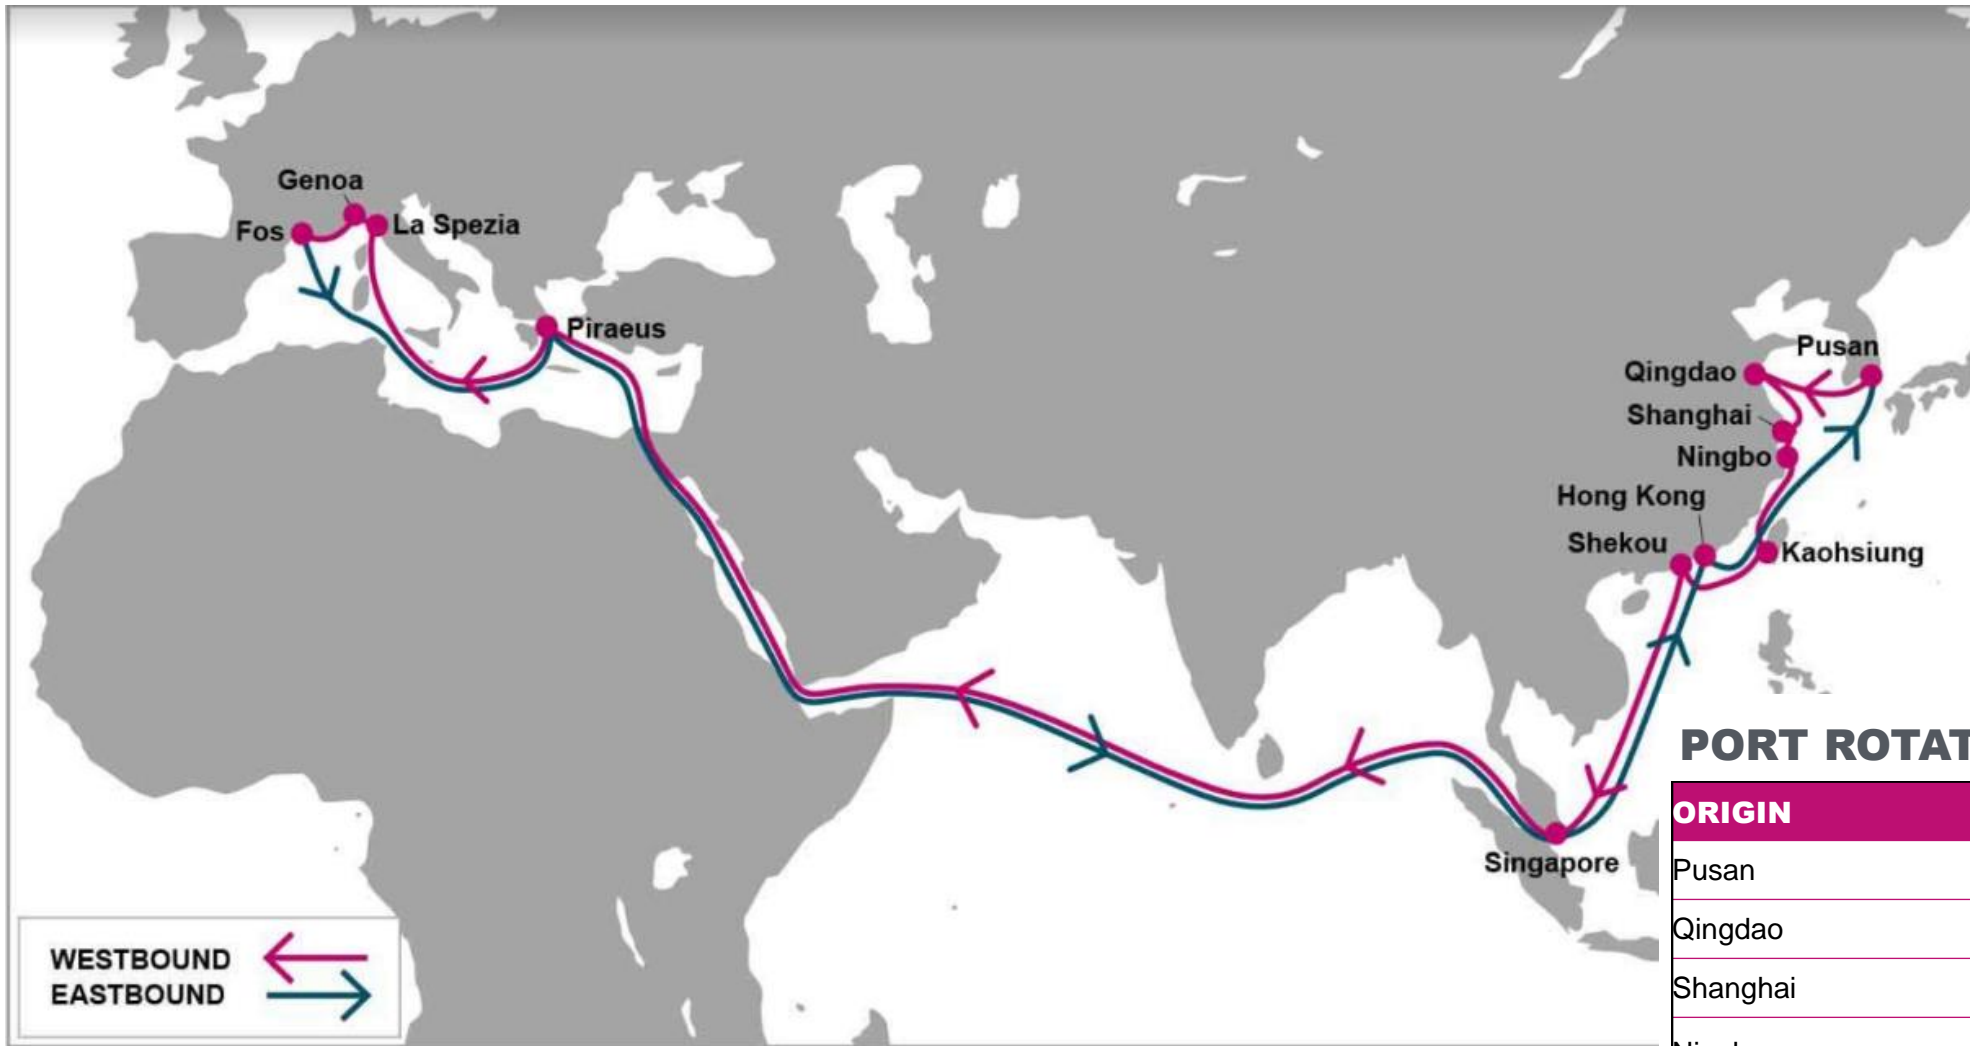 Genoa
Fos
La Spezia
Piraeus
Pusan
Qingdao
Shanghai
Ningbo
Hong Kong
Shekou
Kaohsiung
Singapore
WESTBOUND
EASTBOUND
PORT ROTAT
ORIGIN
Pusan
Qingdao
Shanghai